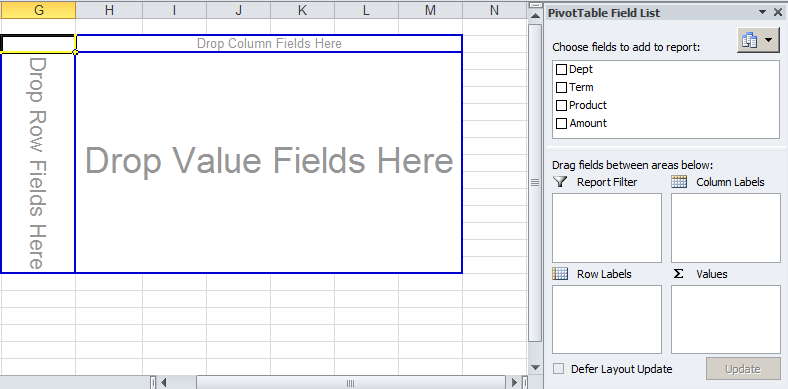 G H I J K L M N
Drop Column Fields Here
Drop Row Fields Here
Drop Value Fields Here
PivotTable Field List
Choose fields to add to report:
Dept
Term
Product
Amount
Drag fields between areas below:
Report Filter Column Labels
Row Labels Σ Values
Defer Layout Update Update